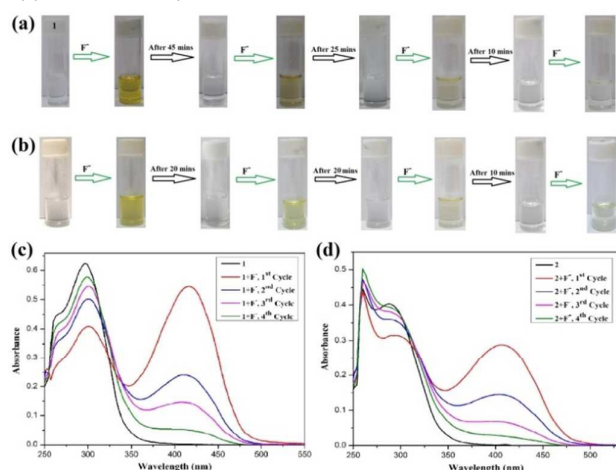 (a)
1
F⁻
After 45 mins
F⁻
After 25 mins
F⁻
After 10 mins
F⁻
(b)
F⁻
After 20 mins
F⁻
After 20 mins
F⁻
After 10 mins
F⁻
(c)
1
1+F⁻, 1st Cycle
1+F⁻, 2nd Cycle
1+F⁻, 3rd Cycle
1+F⁻, 4th Cycle
Absorbance
0.6
0.5
0.4
0.3
0.2
0.1
0.0
250 300 350 400 450 500 550
Wavelength (nm)
(d)
2
2+F⁻, 1st Cycle
2+F⁻, 2nd Cycle
2+F⁻, 3rd Cycle
2+F⁻, 4th Cycle
Absorbance
0.5
0.4
0.3
0.2
0.1
0.0
250 300 350 400 450 500
Wavelength (nm)